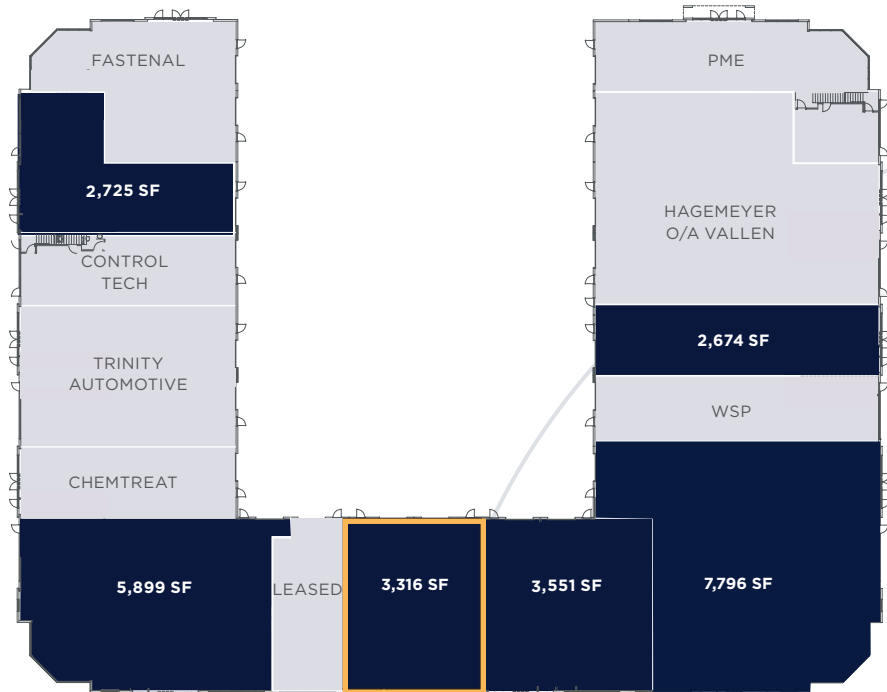 FASTENAL
PME
2,725 SF
HAGEMEYER
O/A VALLEN
CONTROL
TECH
2,674 SF
TRINITY
AUTOMOTIVE
WSP
CHEMTREAT
5,899 SF
LEASED
3,316 SF
3,551 SF
7,796 SF